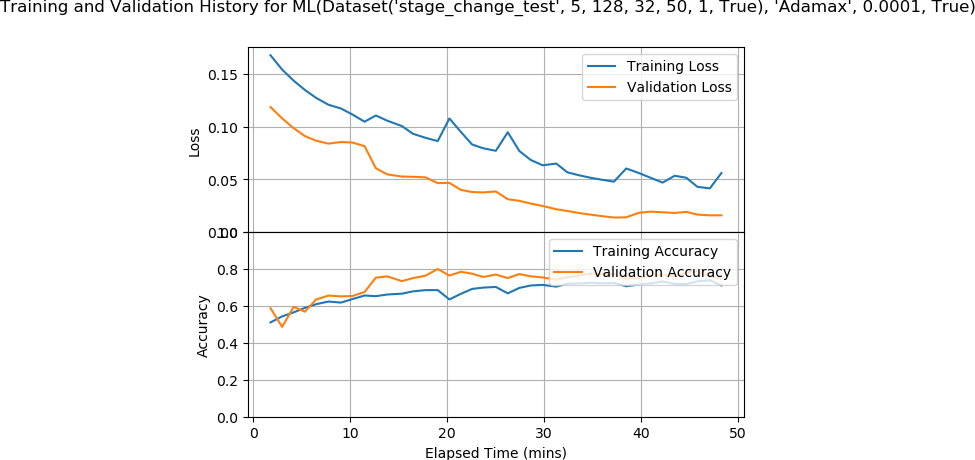 Training and Validation History for ML(Dataset('stage_change_test', 5, 128, 32, 50, 1, True), 'Adamax', 0.0001, True)
Training Loss
Validation Loss
0.15
0.10
0.05
0.00
Loss
1.0
Training Accuracy
Validation Accuracy
0.8
0.6
0.4
0.2
0.0
Accuracy
0 10 20 30 40 50
Elapsed Time (mins)